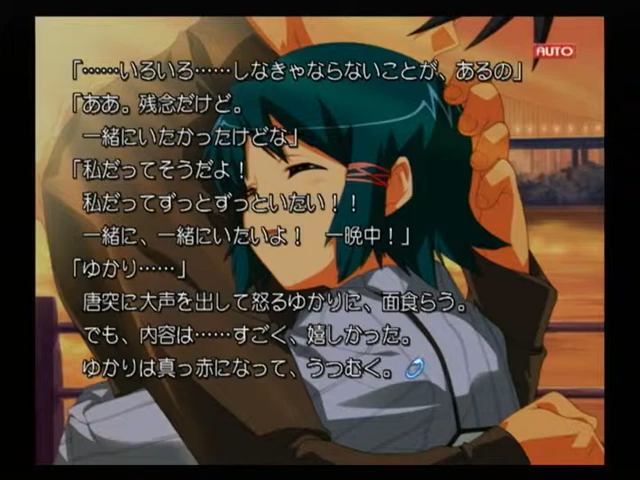 AUTO
「……いろいろ……しなきゃならないことが、あるの」
「ああ。残念だけど。
一緒にいたかったけどな」
「私だってそうだよ！
私だってずっとずっといたい！！
一緒に、一緒にいたいよ！　一晩中！」
「ゆかり……」
唐突に大声を出して怒るゆかりに、面食らう。
でも、内容は……すごく、嬉しかった。
ゆかりは真っ赤になって、うつむく。